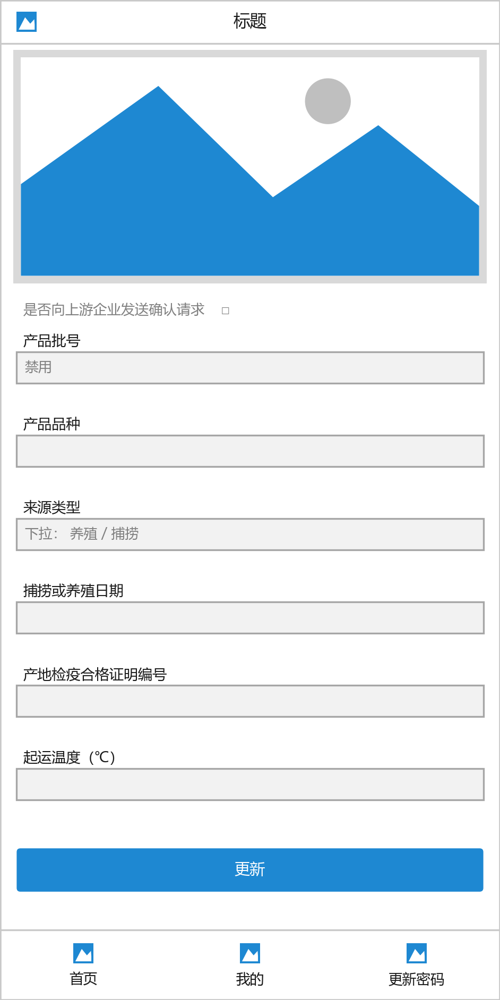 标题
是否向上游企业发送确认请求 □
产品批号
禁用
产品品种
来源类型
下拉： 养殖 / 捕捞
捕捞或养殖日期
产地检疫合格证明编号
起运温度（℃）
更新
首页
我的
更新密码